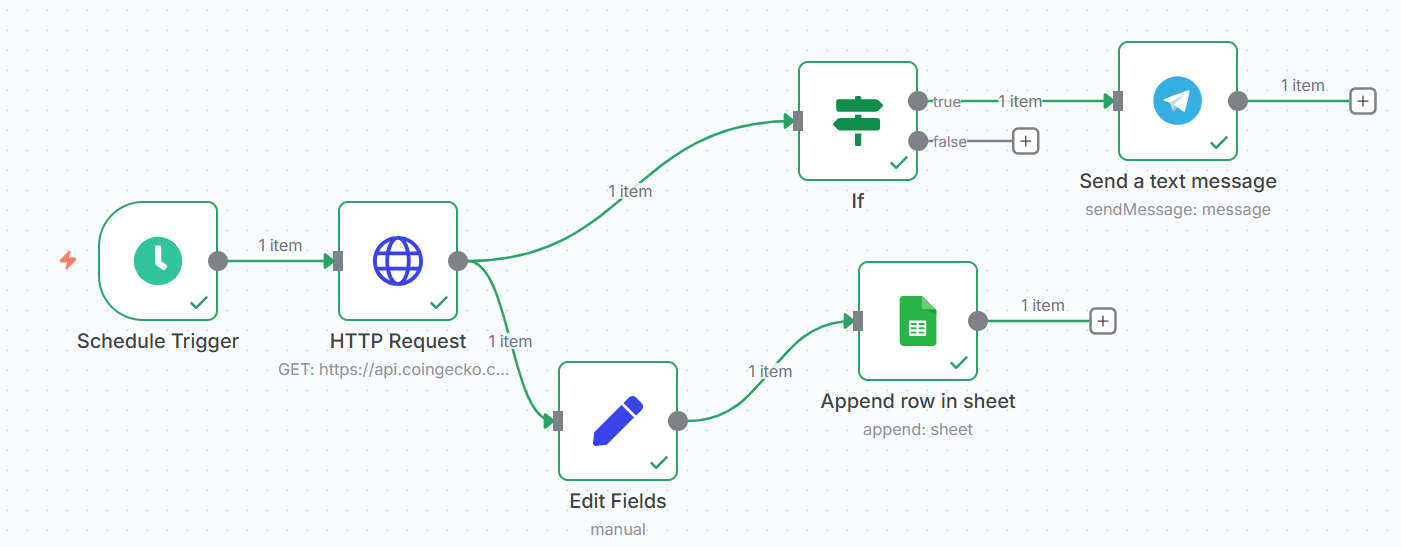 1 item
true
1 item
false
If
Send a text message
sendMessage: message
1 item
1 item
Schedule Trigger
HTTP Request
GET: https://api.coingecko.c...
1 item
1 item
Append row in sheet
append: sheet
1 item
Edit Fields
manual